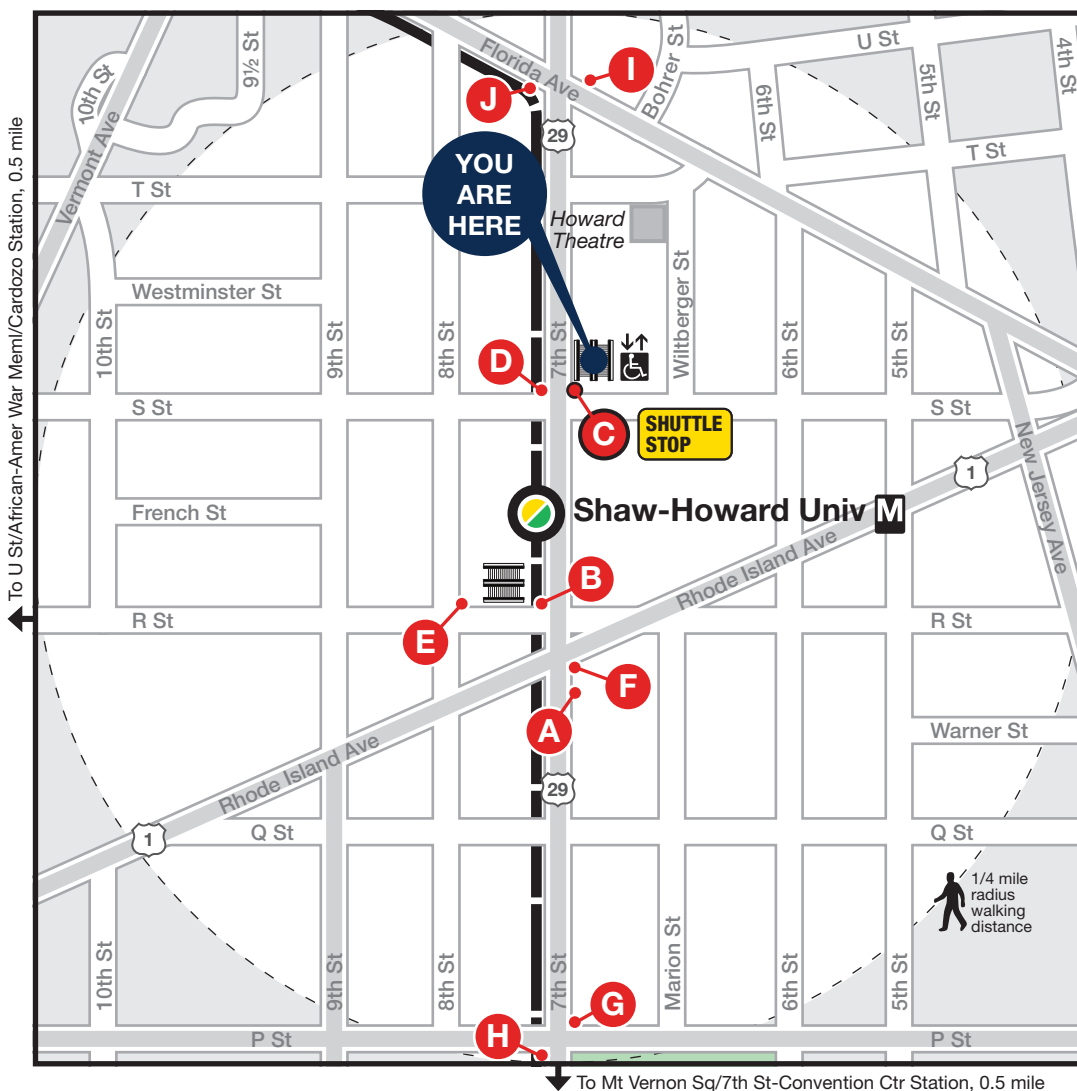 9½ St
10th St
Vermont Ave
Florida Ave
I
J
29
Bohrer St
U St
6th St
5th St
4th St
T St
YOU
ARE
HERE
T St
Howard
Theatre
Westminster St
10th St
9th St
8th St
7th St
Wiltberger St
6th St
5th St
D
S St
C
SHUTTLE
STOP
S St
New Jersey Ave
1
French St
Shaw-Howard Univ
M
Rhode Island Ave
B
E
R St
R St
F
A
Warner St
Rhode Island Ave
29
1
Q St
Q St
1/4 mile
radius
walking
distance
10th St
9th St
8th St
7th St
Marion St
6th St
5th St
G
H
P St
P St
To U St/African-Amer War Meml/Cardozo Station, 0.5 mile
To Mt Vernon Sq/7th St-Convention Ctr Station, 0.5 mile